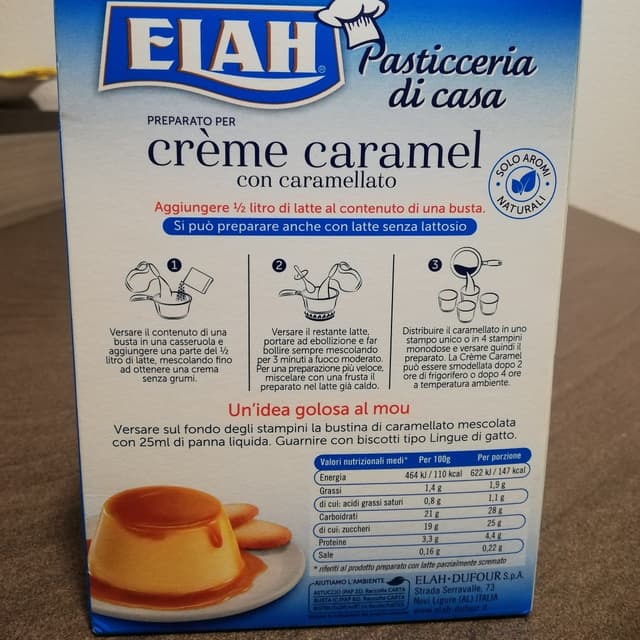 ELAH®
Pasticceria
di casa
PREPARATO PER
crème caramel
con caramellato
SOLO AROMI
NATURALI
Aggiungere ½ litro di latte al contenuto di una busta.
Si può preparare anche con latte senza lattosio
1
Versare il contenuto di una
busta in una casseruola e
aggiungere una parte del ½
litro di latte, mescolando fino
ad ottenere una crema
senza grumi.
2
Versare il restante latte,
portare ad ebollizione e far
bollire sempre mescolando
per 3 minuti a fuoco moderato.
Per una preparazione più veloce,
miscelare con una frusta il
preparato nel latte già caldo.
3
Distribuire il caramellato in uno
stampo unico o in 4 stampini
monodose e versare quindi il
preparato. La Crème Caramel
può essere smodellata dopo 2
ore di frigorifero o dopo 4 ore
a temperatura ambiente.
Un'idea golosa al mou
Versare sul fondo degli stampini la bustina di caramellato mescolata
con 25ml di panna liquida. Guarnire con biscotti tipo Lingue di gatto.
Valori nutrizionali medi* Per 100g Per porzione
Energia 464 kJ / 110 kcal 622 kJ / 147 kcal
Grassi 1,4 g 1,9 g
di cui: acidi grassi saturi 0,8 g 1,1 g
Carboidrati 21 g 28 g
di cui: zuccheri 19 g 25 g
Proteine 3,3 g 4,4 g
Sale 0,16 g 0,22 g
* riferiti al prodotto preparato con latte parzialmente scremato
AIUTIAMO L'AMBIENTE
ASTUCCIO (PAP 21): Raccolta CARTA
ELAH•DUFOUR S.p.A.
Strada Serravalle, 73
Novi Ligure (AL) ITALIA
www.elah-dufour.it